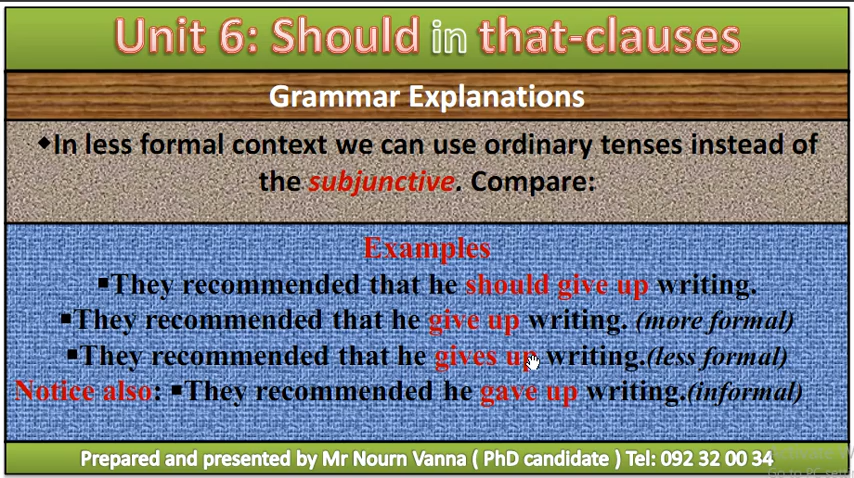 Unit 6: Should in that-clauses
Grammar Explanations
◆In less formal context we can use ordinary tenses instead of
the subjunctive. Compare:
Examples
▪They recommended that he should give up writing.
▪They recommended that he give up writing. (more formal)
▪They recommended that he gives up writing.(less formal)
Notice also: ▪They recommended he gave up writing.(informal)
Prepared and presented by Mr Nourn Vanna ( PhD candidate ) Tel: 092 32 00 34
Go to PC